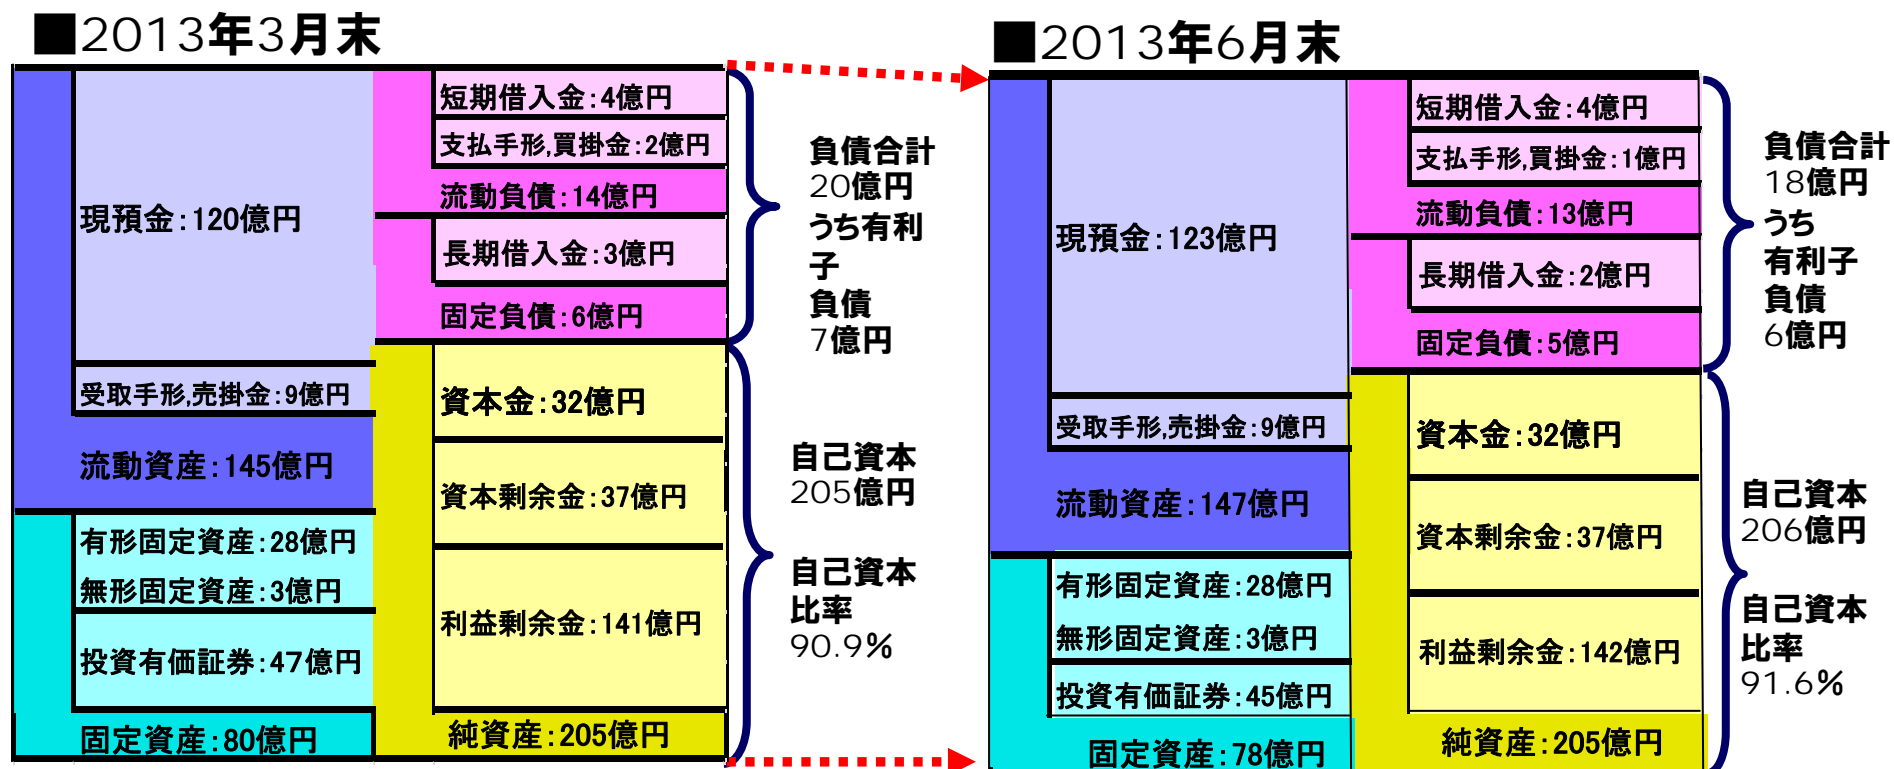 ■2013年3月末
現預金:120億円
受取手形,売掛金:9億円
流動資産:145億円
有形固定資産:28億円
無形固定資産:3億円
投資有価証券:47億円
固定資産:80億円
短期借入金:4億円
支払手形,買掛金:2億円
流動負債:14億円
長期借入金:3億円
固定負債:6億円
資本金:32億円
資本剰余金:37億円
利益剰余金:141億円
純資産:205億円
負債合計
20億円
うち有利
子
負債
7億円
自己資本
205億円
自己資本
比率
90.9%
■2013年6月末
現預金:123億円
受取手形,売掛金:9億円
流動資産:147億円
有形固定資産:28億円
無形固定資産:3億円
投資有価証券:45億円
固定資産:78億円
短期借入金:4億円
支払手形,買掛金:1億円
流動負債:13億円
長期借入金:2億円
固定負債:5億円
資本金:32億円
資本剰余金:37億円
利益剰余金:142億円
純資産:205億円
負債合計
18億円
うち
有利子
負債
6億円
自己資本
206億円
自己資本
比率
91.6%